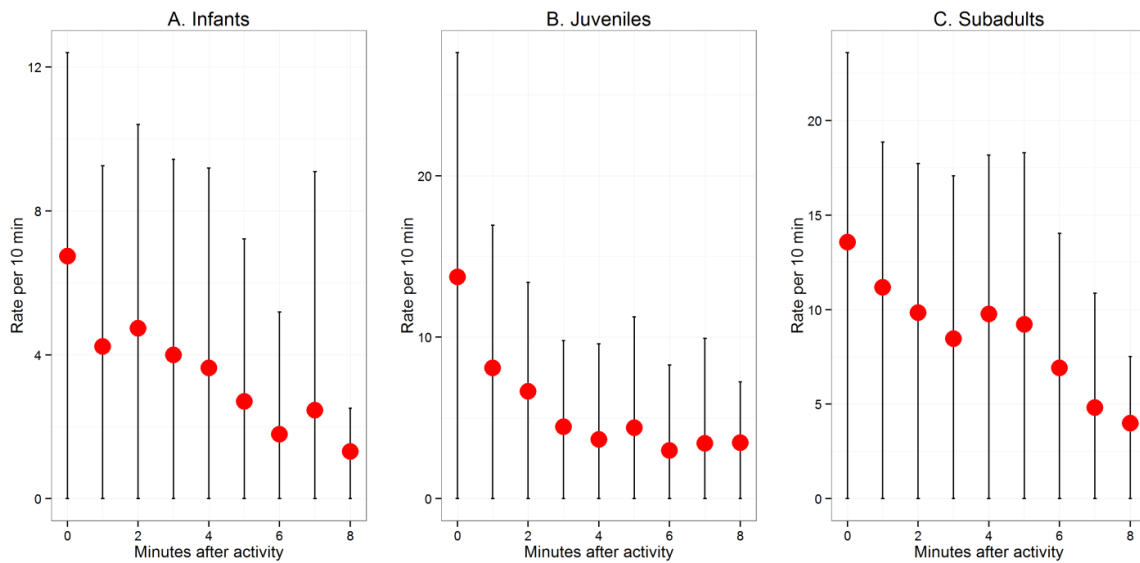 A. Infants
Rate per 10 min
12
8
4
0
0 2 4 6 8
Minutes after activity
B. Juveniles
Rate per 10 min
20
10
0
0 2 4 6 8
Minutes after activity
C. Subadults
Rate per 10 min
20
15
10
5
0
0 2 4 6 8
Minutes after activity